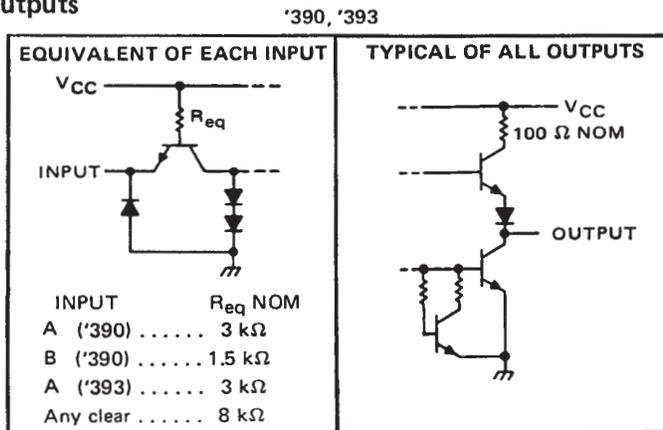 utputs
'390, '393
EQUIVALENT OF EACH INPUT
VCC
Req
INPUT
INPUT Req NOM
A ('390) ...... 3 kΩ
B ('390) ...... 1.5 kΩ
A ('393) ...... 3 kΩ
Any clear ...... 8 kΩ
TYPICAL OF ALL OUTPUTS
VCC
100 Ω NOM
OUTPUT